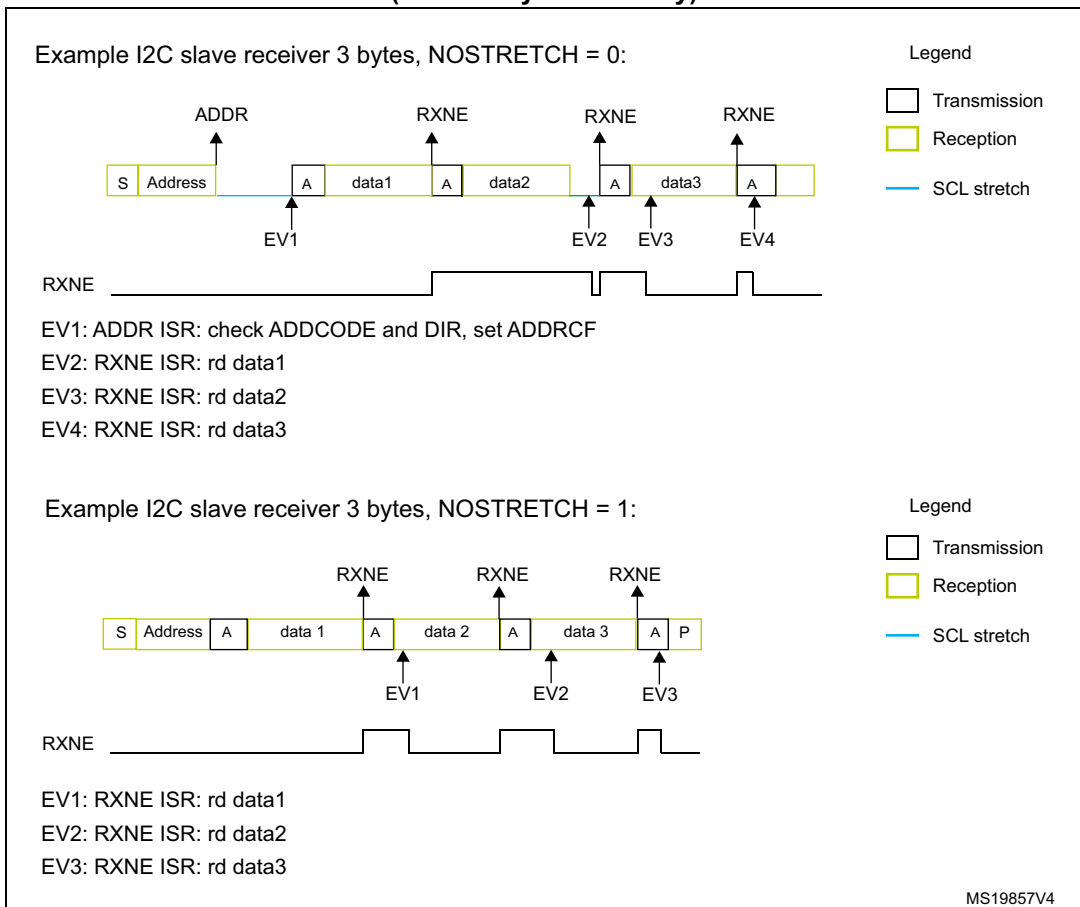 Example I2C slave receiver 3 bytes, NOSTRETCH = 0:
Legend
Transmission
Reception
SCL stretch
ADDR RXNE RXNE RXNE
S Address A data1 A data2 A data3 A
EV1 EV2 EV3 EV4
RXNE
EV1: ADDR ISR: check ADDCODE and DIR, set ADDRCF
EV2: RXNE ISR: rd data1
EV3: RXNE ISR: rd data2
EV4: RXNE ISR: rd data3
Example I2C slave receiver 3 bytes, NOSTRETCH = 1:
Legend
Transmission
Reception
SCL stretch
RXNE RXNE RXNE
S Address A data 1 A data 2 A data 3 A P
EV1 EV2 EV3
RXNE
EV1: RXNE ISR: rd data1
EV2: RXNE ISR: rd data2
EV3: RXNE ISR: rd data3
MS19857V4